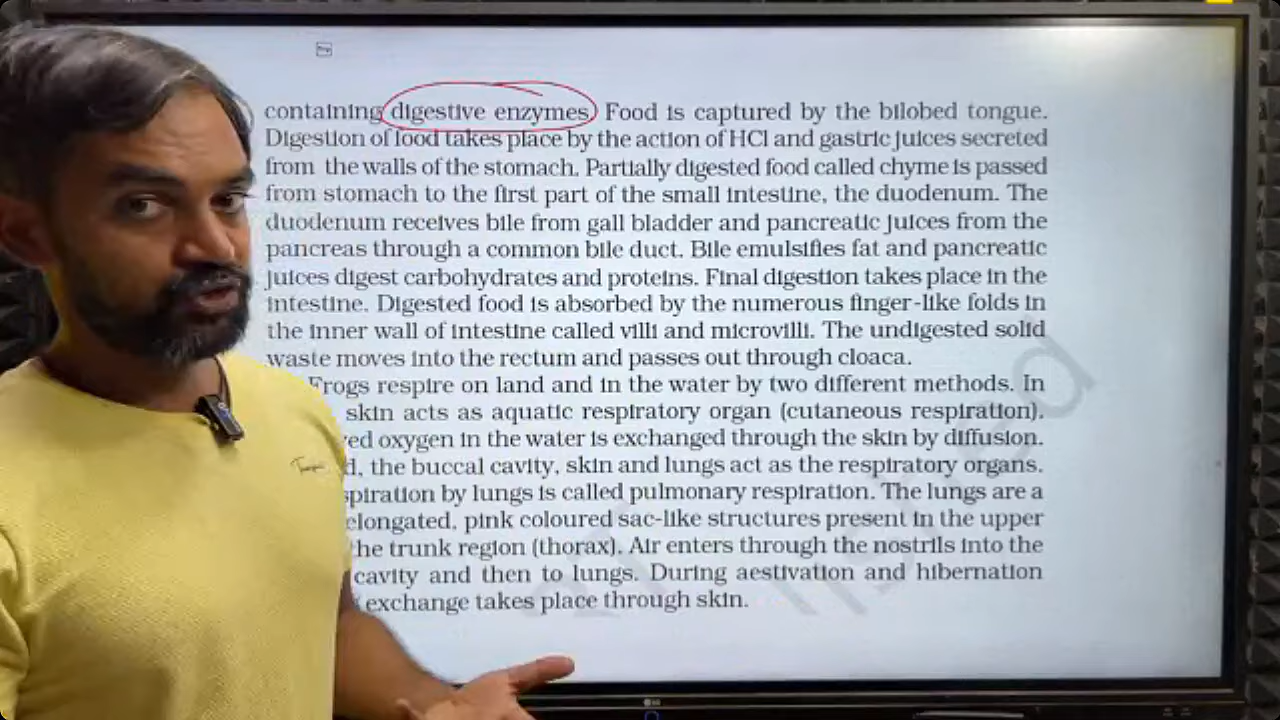 containing digestive enzymes. Food is captured by the bilobed tongue.
Digestion of food takes place by the action of HCl and gastric juices secreted
from the walls of the stomach. Partially digested food called chyme is passed
from stomach to the first part of the small intestine, the duodenum. The
duodenum receives bile from gall bladder and pancreatic juices from the
pancreas through a common bile duct. Bile emulsifies fat and pancreatic
juices digest carbohydrates and proteins. Final digestion takes place in the
intestine. Digested food is absorbed by the numerous finger-like folds in
the inner wall of intestine called villi and microvilli. The undigested solid
waste moves into the rectum and passes out through cloaca.
Frogs respire on land and in the water by two different methods. In
skin acts as aquatic respiratory organ (cutaneous respiration).
ved oxygen in the water is exchanged through the skin by diffusion.
d, the buccal cavity, skin and lungs act as the respiratory organs.
spiration by lungs is called pulmonary respiration. The lungs are a
elongated, pink coloured sac-like structures present in the upper
he trunk region (thorax). Air enters through the nostrils into the
cavity and then to lungs. During aestivation and hibernation
exchange takes place through skin.
LG